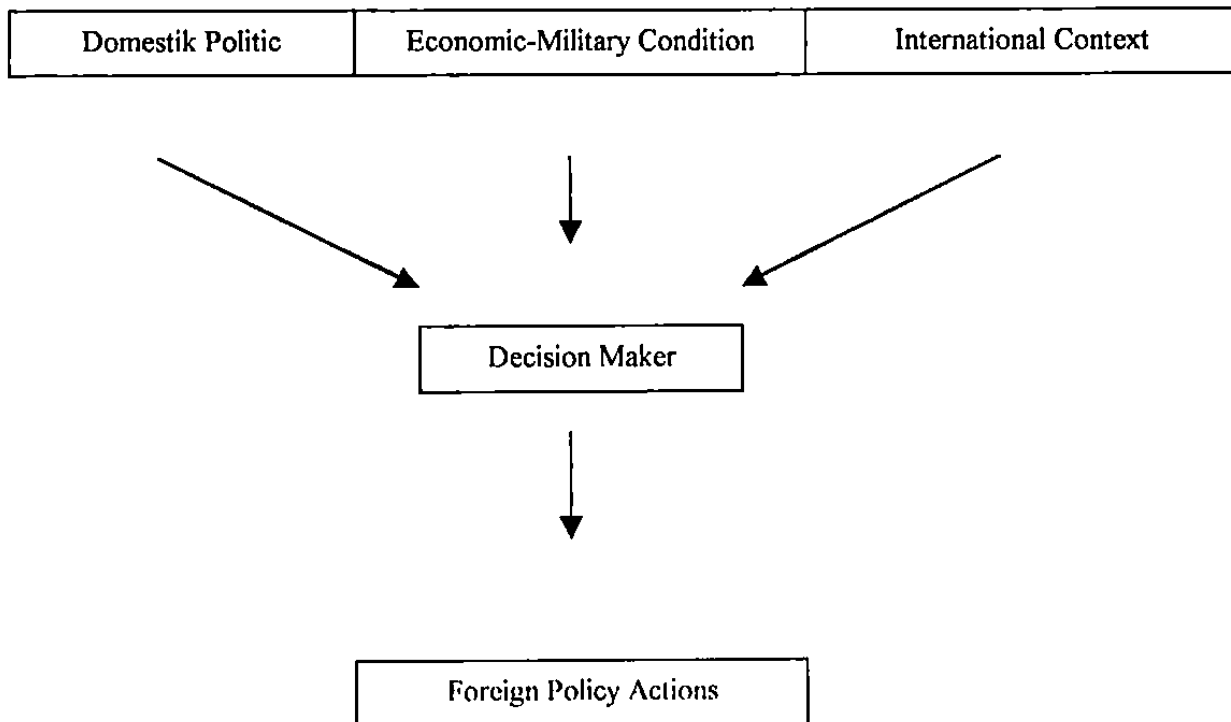 Domestik Politic
Economic-Military Condition
International Context
Decision Maker
Foreign Policy Actions